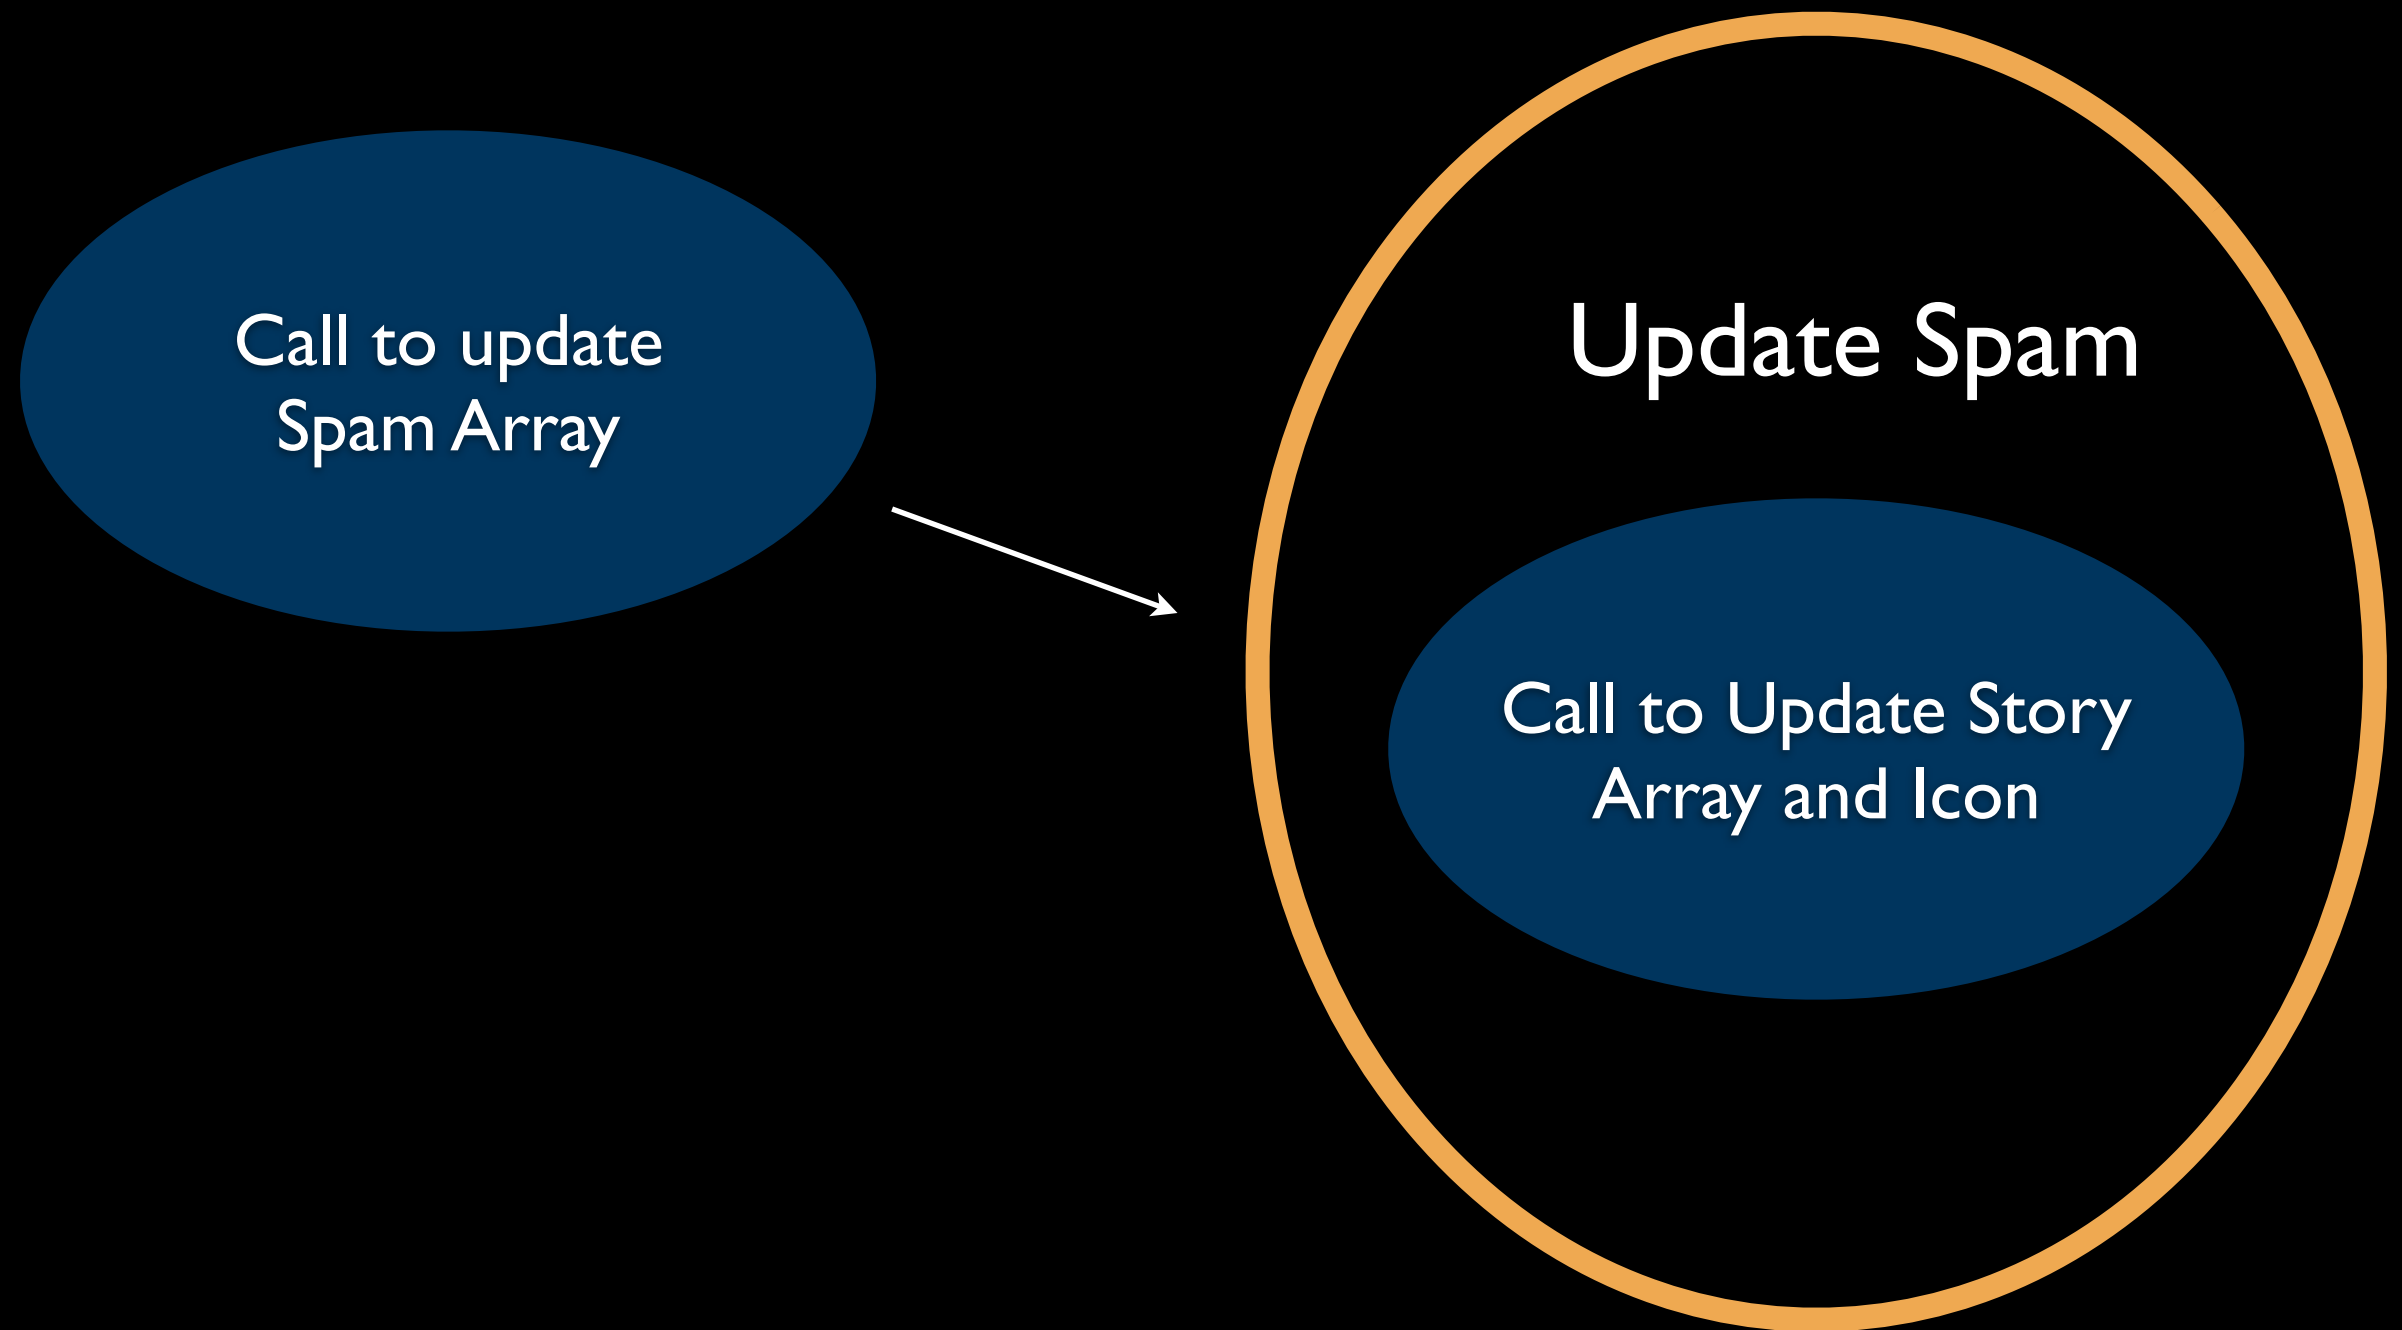 Call to update
Spam Array
Update Spam
Call to Update Story
Array and Icon